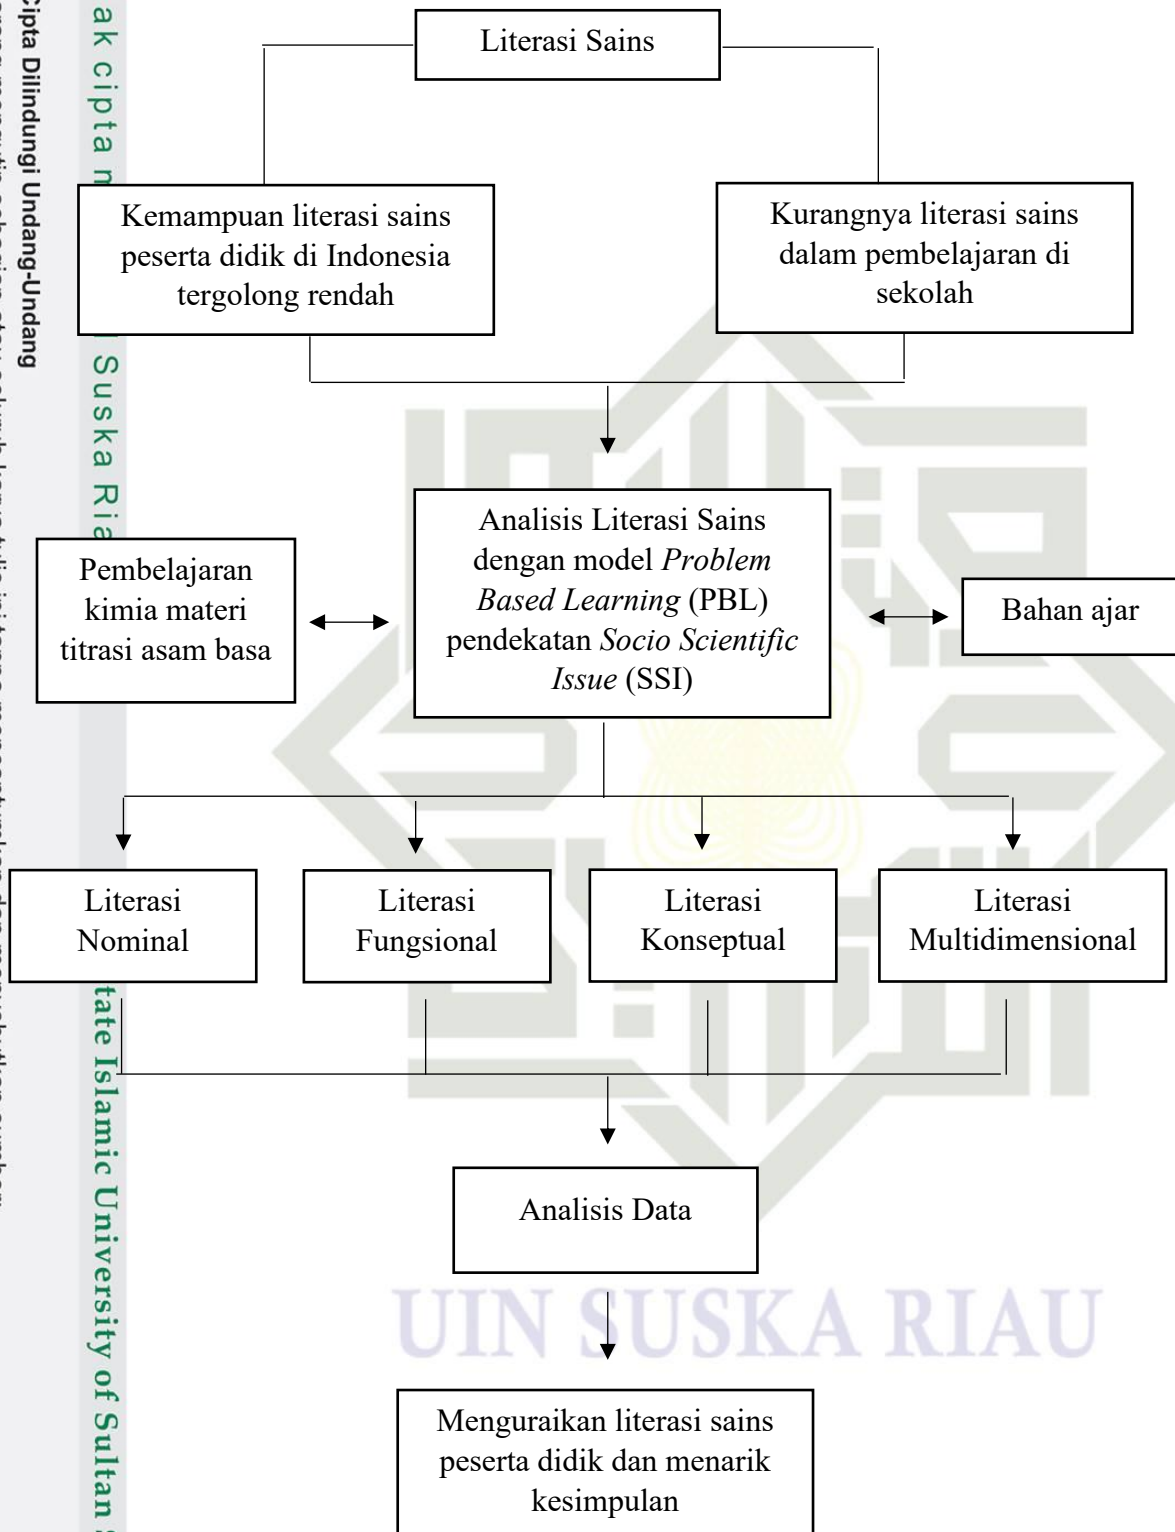 Literasi Sains
Kemampuan literasi sains
peserta didik di Indonesia
tergolong rendah
Kurangnya literasi sains
dalam pembelajaran di
sekolah
Analisis Literasi Sains
dengan model Problem
Based Learning (PBL)
pendekatan Socio Scientific
Issue (SSI)
Pembelajaran
kimia materi
titrasi asam basa
Bahan ajar
Literasi
Nominal
Literasi
Fungsional
Literasi
Konseptual
Literasi
Multidimensional
Analisis Data
UIN SUSKA RIAU
Menguraikan literasi sains
peserta didik dan menarik
kesimpulan
Cipta Dilindungi Undang-Undang
ak cipta m
Suska Ria
tate Islamic University of Sultan